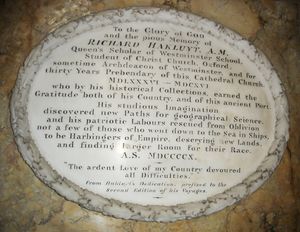 To the Glory of GOD
and the pious Memory of
RICHARD HAKLUYT, A.M.
Queen's Scholar of Westminster School,
Student of Christ Church, Oxford,
sometime Archdeacon of Westminster, and for
thirty Years Prebendary of this Cathedral Church
MDLXXXVI — MDCXVI
who by his historical Collections, earned the
Gratitude both of his Country, and of this ancient Port.
His studious Imagination
discovered new Paths for geographical Science,
and his patriotic Labours rescued from Oblivion
not a few of those who went down to the Sea in Ships,
to be Harbingers of Empire, descrying new Lands,
and finding larger Room for their Race.
A.S. MDCCCCX.
"The ardent Love of my Country devoured
all Difficulties."
From Hakluyt's Dedication, prefixed to the
Second Edition of his Voyages.